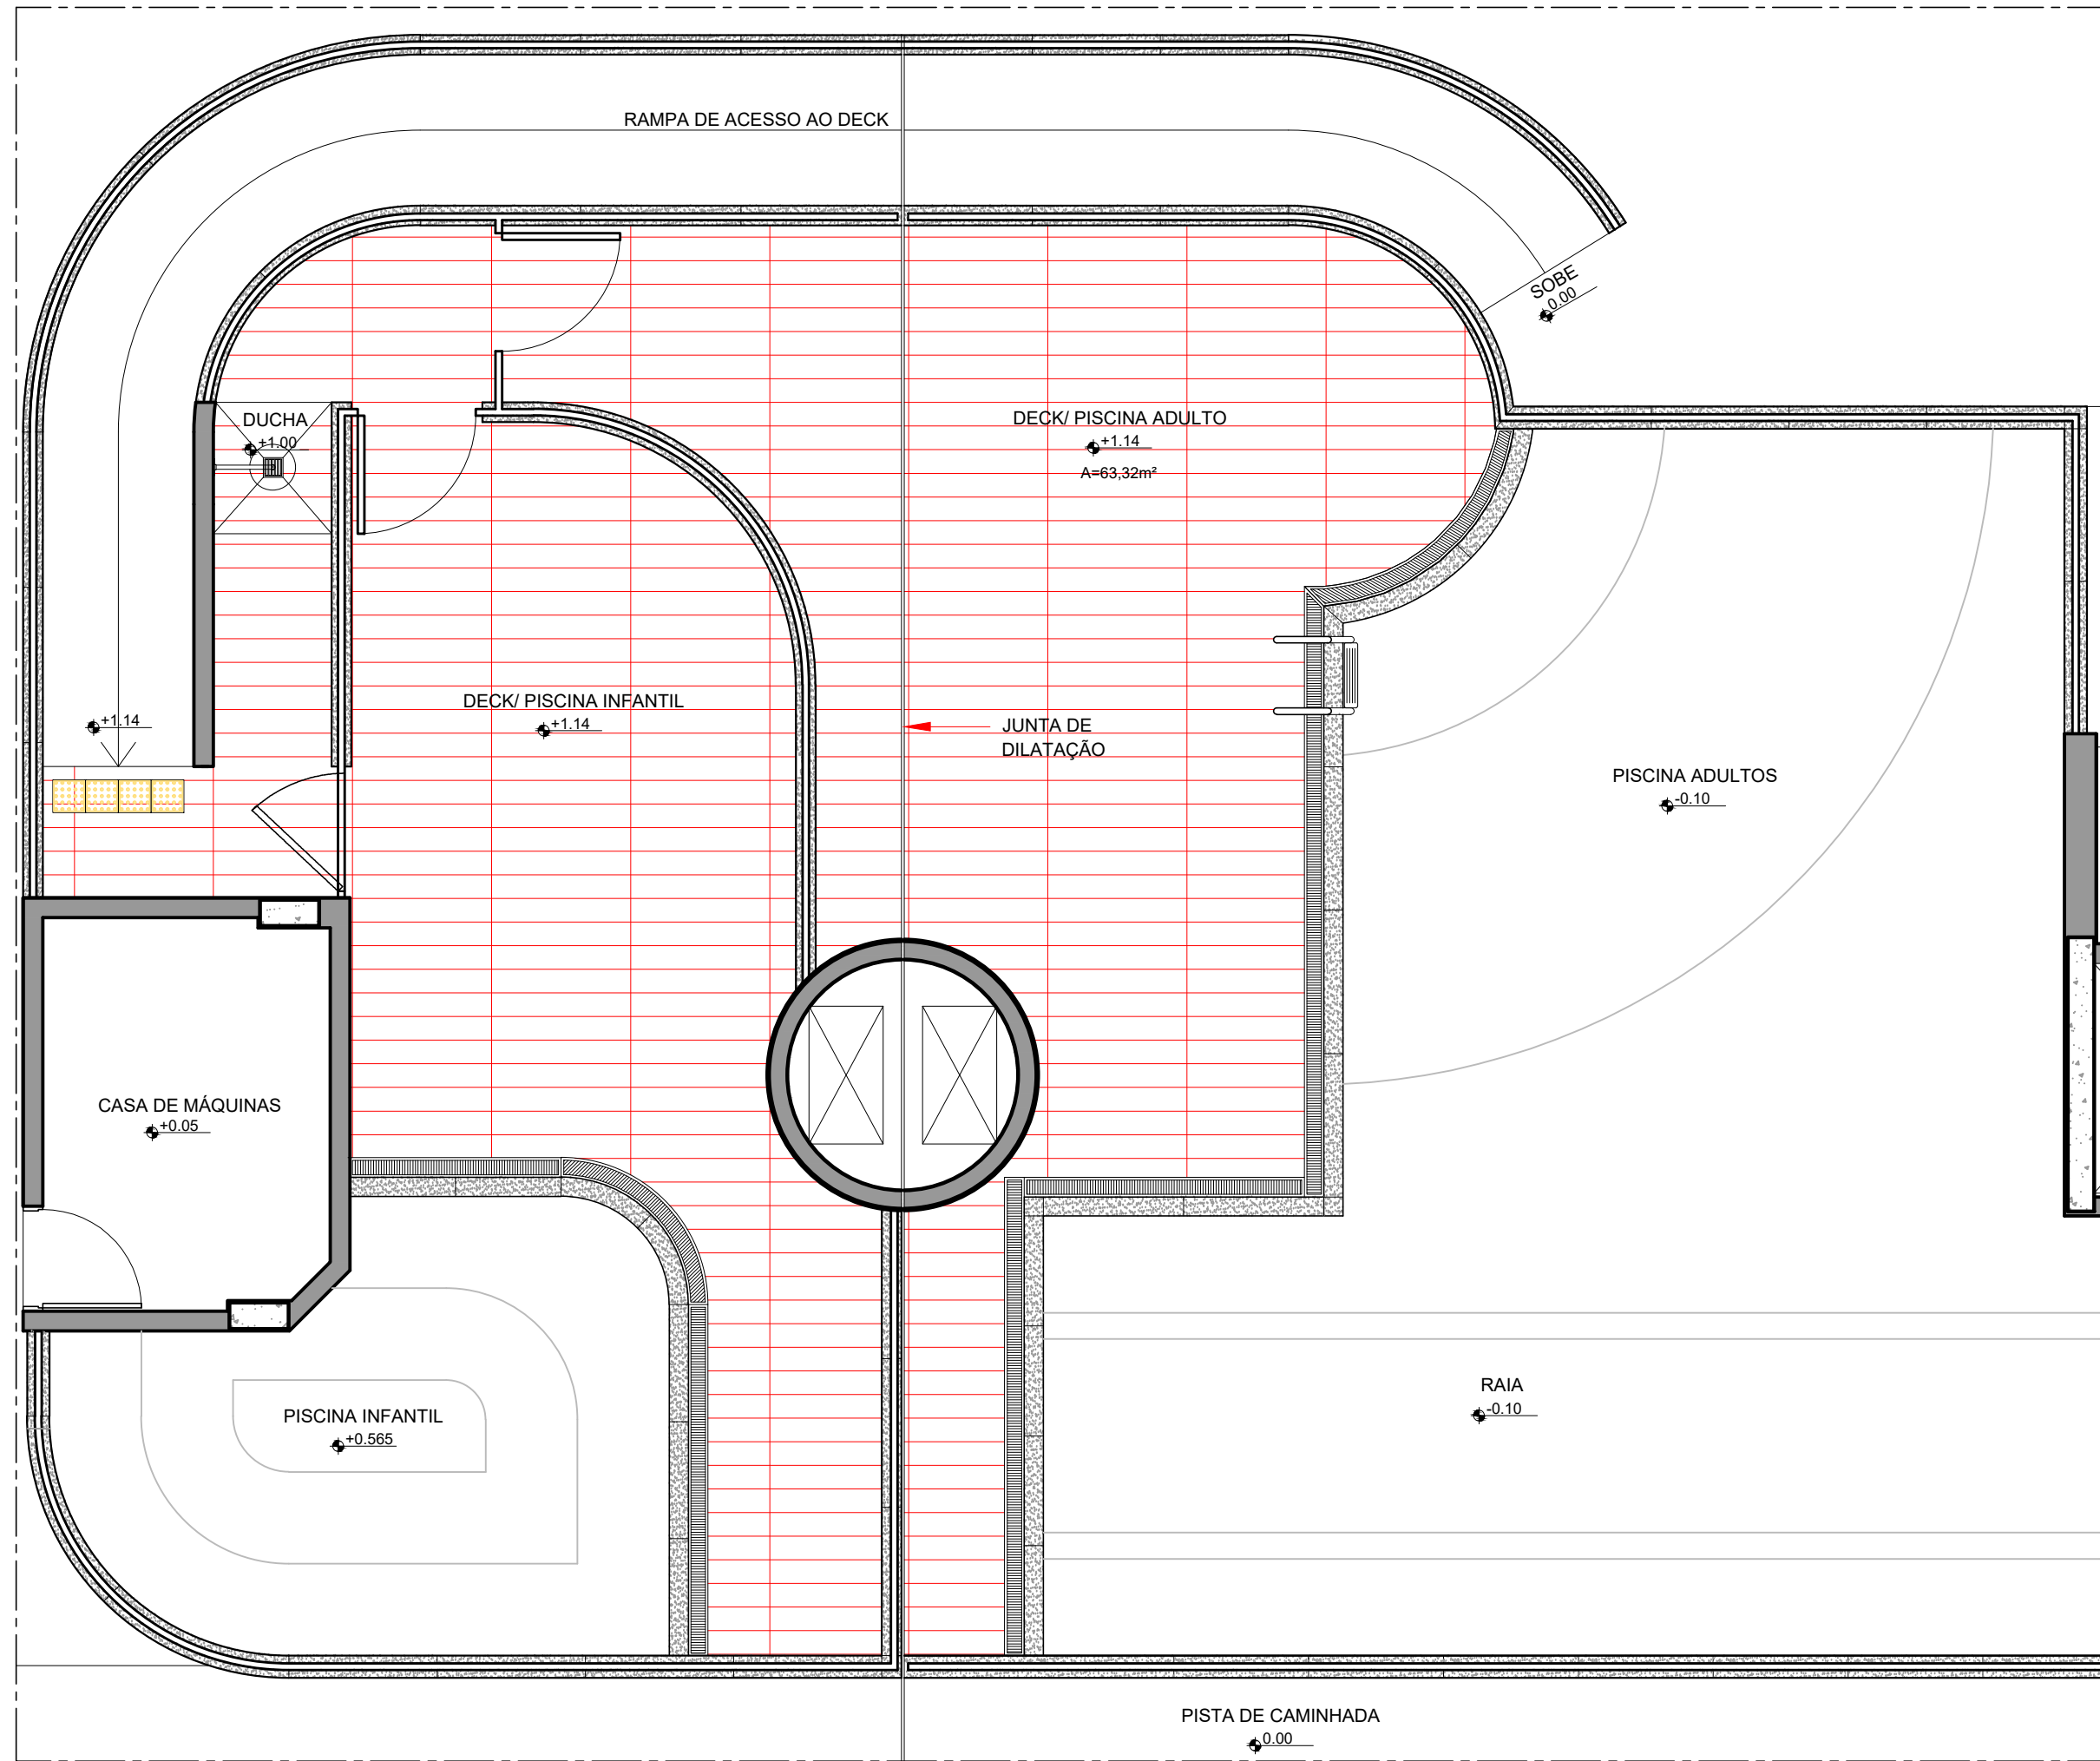 RAMPA DE ACESSO AO DECK
SOBE
0.00
DUCHA
+1.00
DECK/ PISCINA ADULTO
+1.14
A=63,32m²
DECK/ PISCINA INFANTIL
+1.14
+1.14
JUNTA DE
DILATAÇÃO
PISCINA ADULTOS
-0.10
CASA DE MÁQUINAS
+0.05
RAIA
-0.10
PISCINA INFANTIL
+0.565
PISTA DE CAMINHADA
0.00